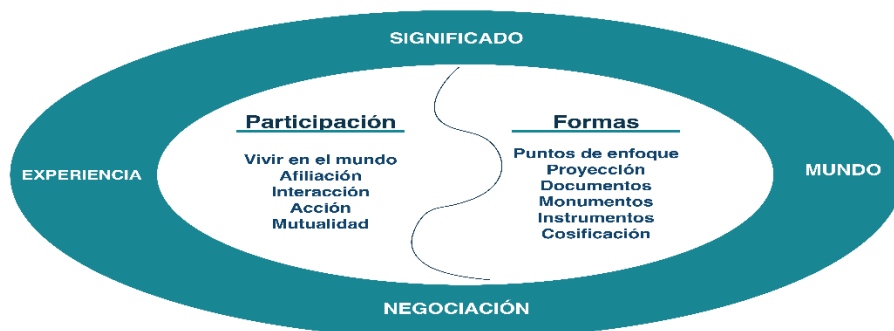 SIGNIFICADO
Participación
Vivir en el mundo
Afiliación
Interacción
Acción
Mutualidad
Formas
Puntos de enfoque
Proyección
Documentos
Monumentos
Instrumentos
Cosificación
EXPERIENCIA
MUNDO
NEGOCIACIÓN